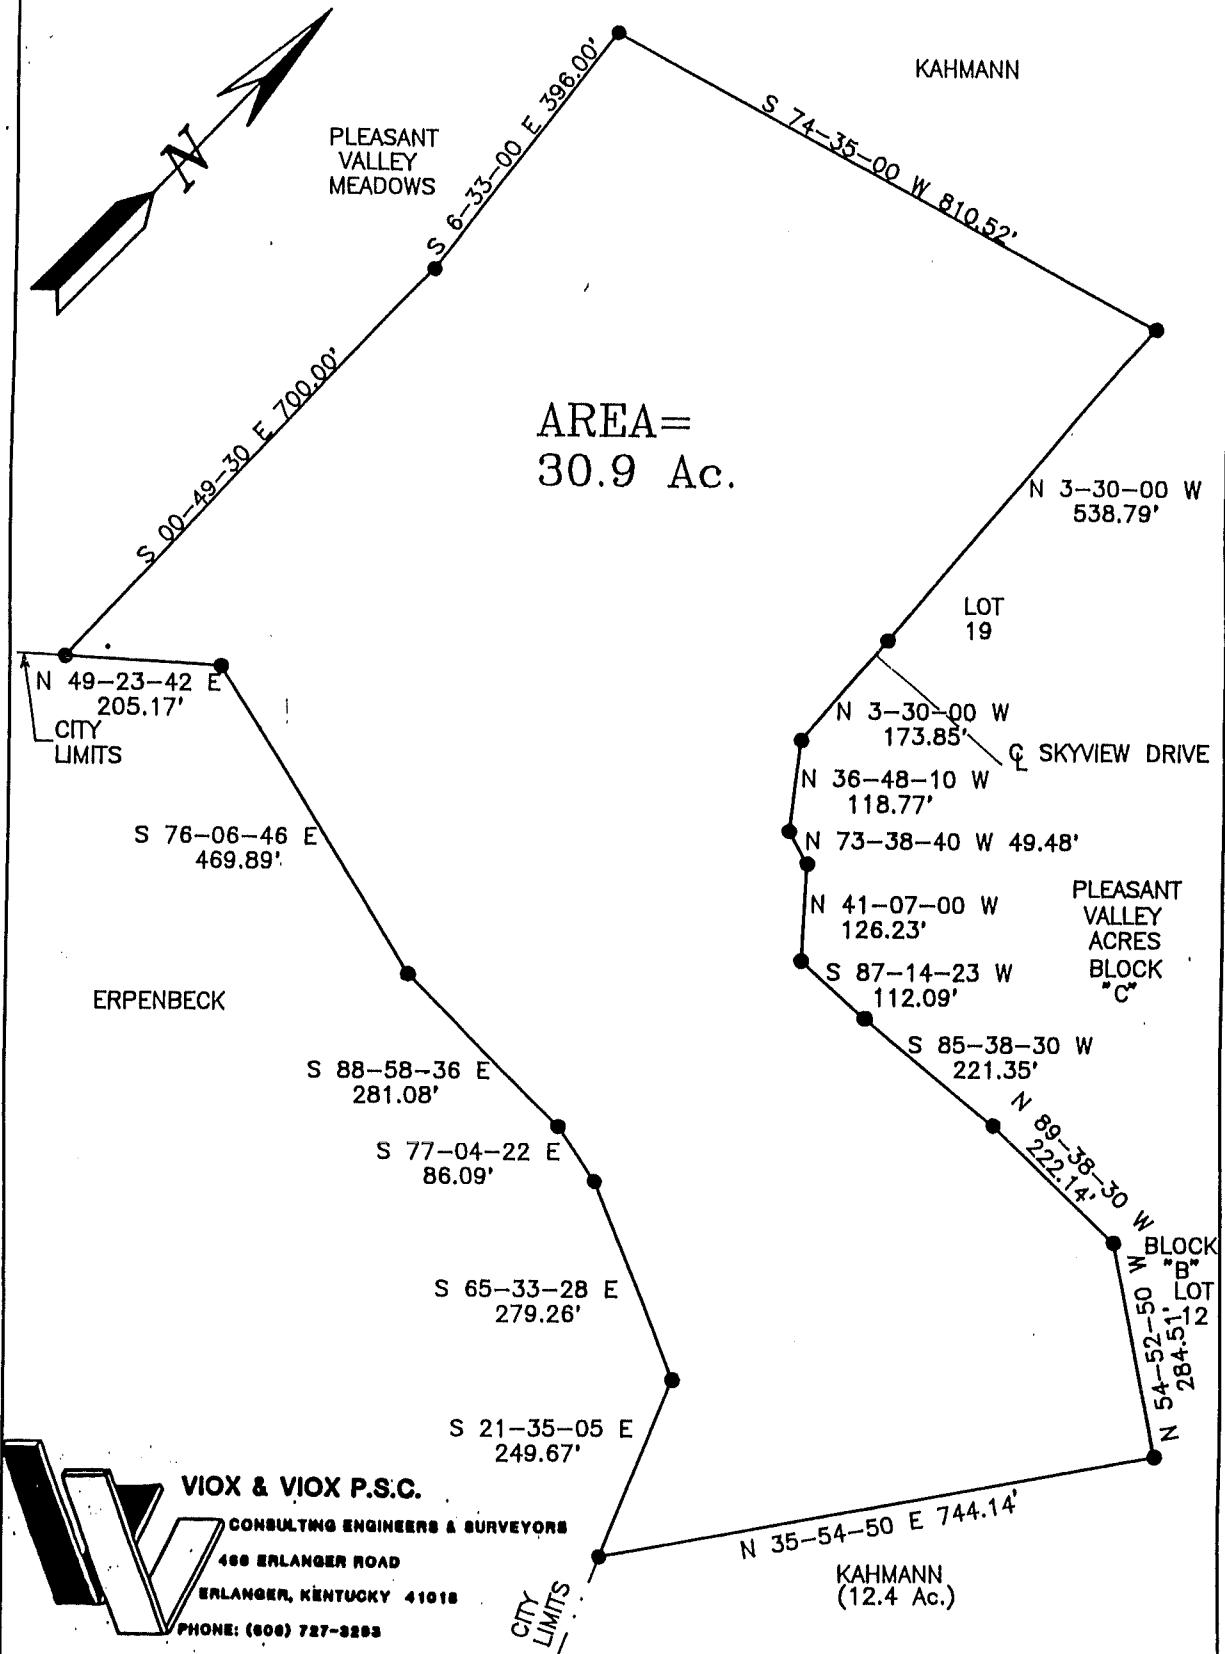 KAHMANN
S 74-35-00 W 810.52'
S 6-33-00 E 396.00'
N
PLEASANT
VALLEY
MEADOWS
S 00-49-30 E 700.00'
AREA=
30.9 Ac.
N 3-30-00 W
538.79'
LOT
19
N 49-23-42 E
205.17'
CITY
LIMITS
N 3-30-00 W
173.85'
℄ SKYVIEW DRIVE
N 36-48-10 W
118.77'
S 76-06-46 E
469.89'
N 73-38-40 W 49.48'
PLEASANT
VALLEY
ACRES
BLOCK
"C"
N 41-07-00 W
126.23'
S 87-14-23 W
112.09'
ERPENBECK
S 85-38-30 W
221.35'
S 88-58-36 E
281.08'
N 89-38-30 W
222.14'
S 77-04-22 E
86.09'
BLOCK
"B"
LOT
12
S 65-33-28 E
279.26'
N 54-52-50 W
284.51'
S 21-35-05 E
249.67'
N 35-54-50 E 744.14'
KAHMANN
(12.4 Ac.)
CITY
LIMITS
VIOX & VIOX P.S.C.
CONSULTING ENGINEERS & SURVEYORS
466 ERLANGER ROAD
ERLANGER, KENTUCKY 41018
PHONE: (606) 727-3293